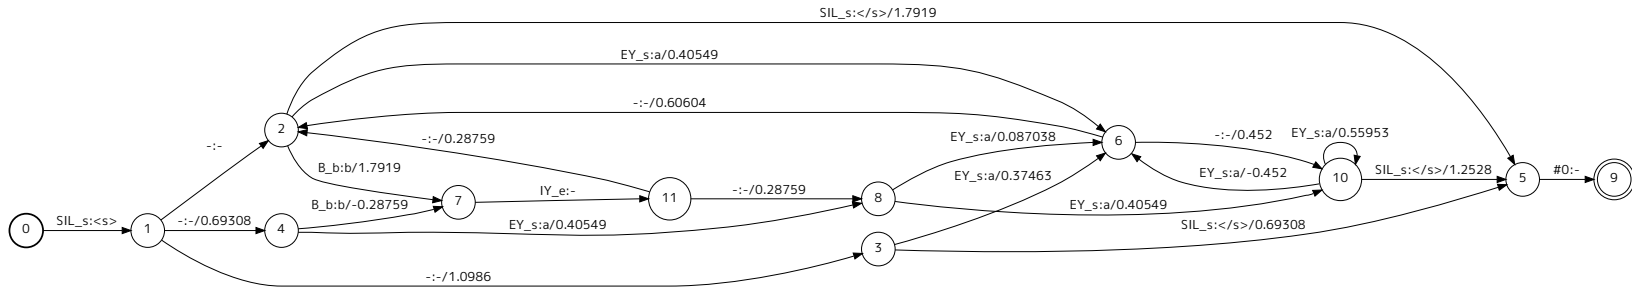 SIL_s:</s>/1.7919
EY_s:a/0.40549
-:-/0.60604
2
-:-/0.28759
EY_s:a/0.087038
6
-:-/0.452
EY_s:a/0.55953
-:-
B_b:b/1.7919
EY_s:a/0.37463
EY_s:a/-0.452
10
SIL_s:</s>/1.2528
5
#0:-
9
IY_e:-
-:-/0.28759
B_b:b/-0.28759
7
11
8
EY_s:a/0.40549
0
SIL_s:<s>
1
-:-/0.69308
4
EY_s:a/0.40549
SIL_s:</s>/0.69308
3
-:-/1.0986